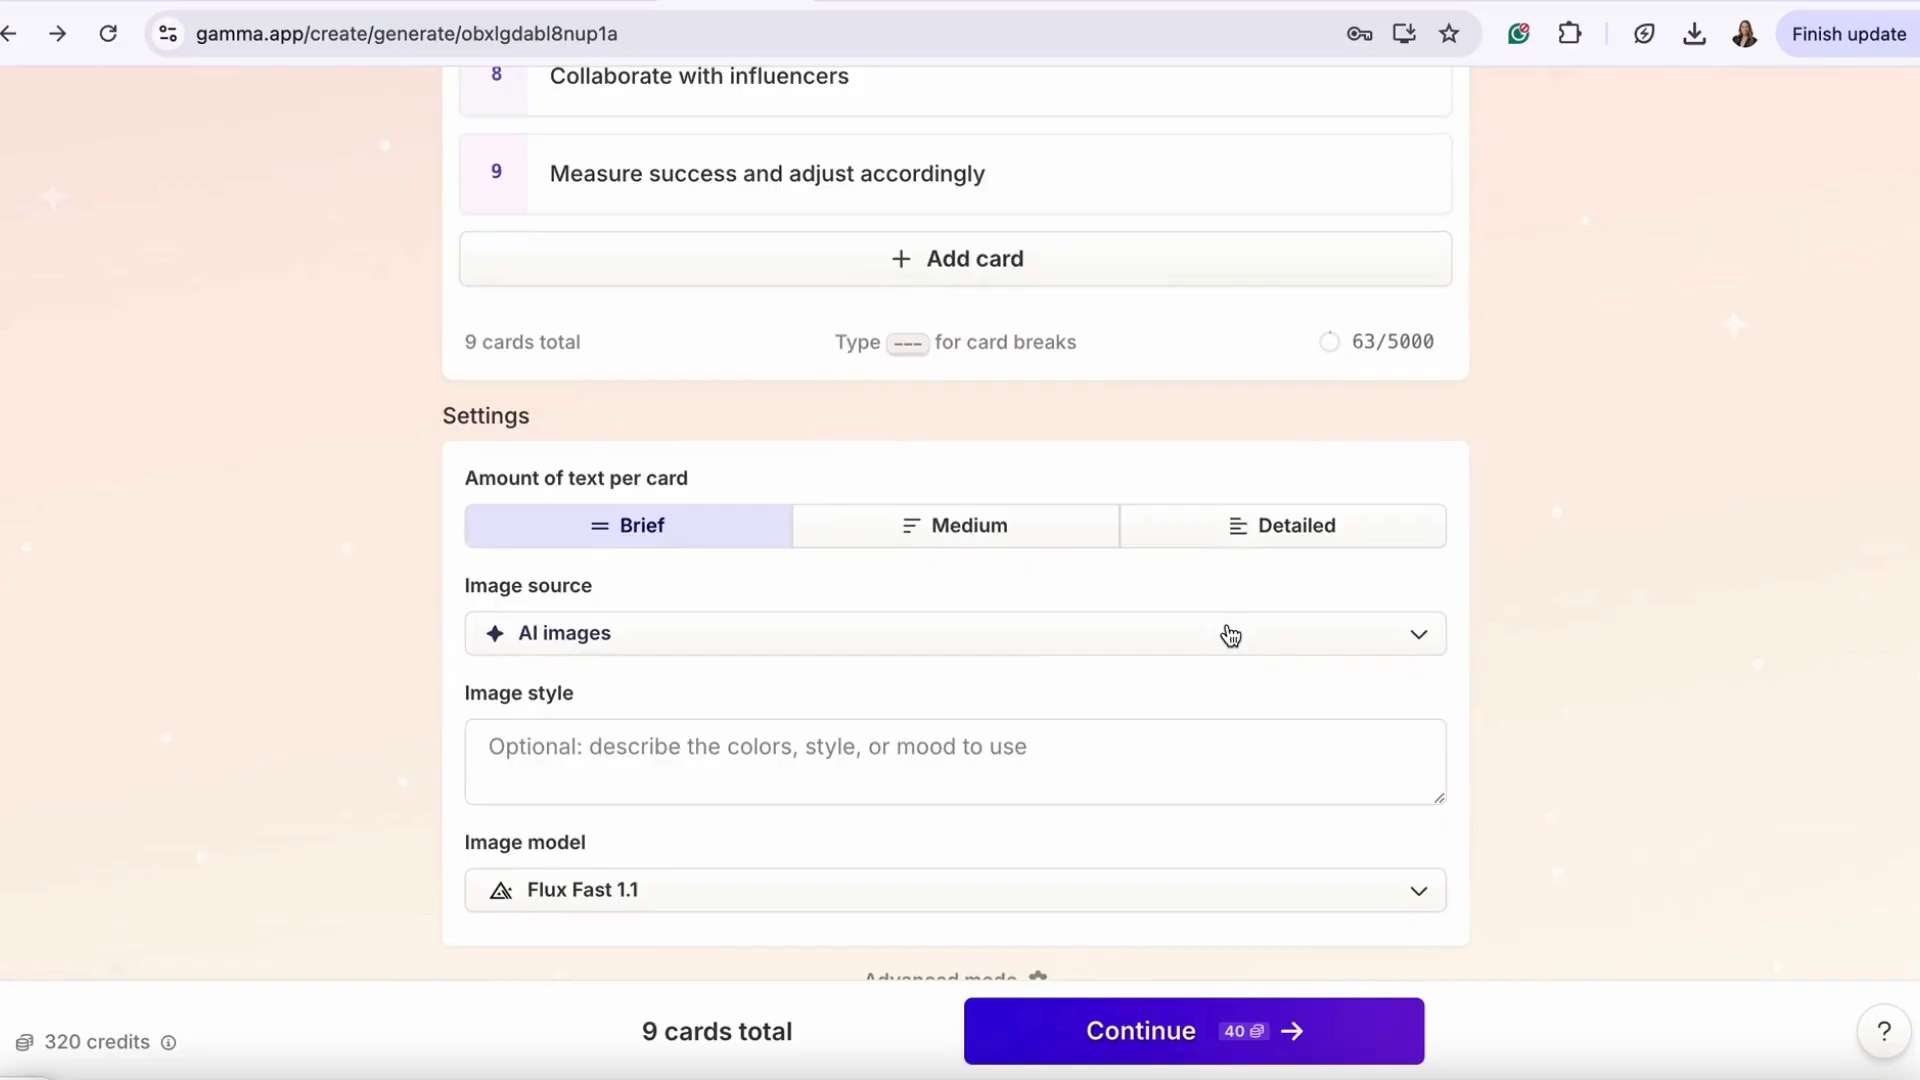 gamma.app/create/generate/obxlgdabl8nup1a
Finish update
8 Collaborate with influencers
9 Measure success and adjust accordingly
+ Add card
9 cards total Type --- for card breaks 63/5000
Settings
Amount of text per card
Brief Medium Detailed
Image source
AI images
Image style
Optional: describe the colors, style, or mood to use
Image model
Flux Fast 1.1
Advanced mode
320 credits 9 cards total Continue 40 → ?